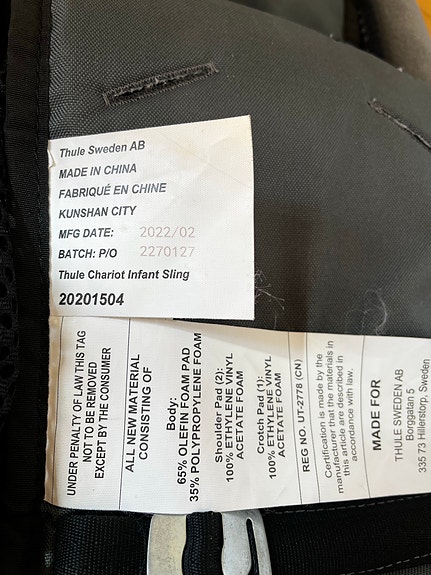 Thule Sweden AB
MADE IN CHINA
FABRIQUÉ EN CHINE
KUNSHAN CITY
MFG DATE: 2022/02
BATCH: P/O 2270127
Thule Chariot Infant Sling
20201504
UNDER PENALTY OF LAW THIS TAG
NOT TO BE REMOVED
EXCEPT BY THE CONSUMER
ALL NEW MATERIAL
CONSISTING OF
Body:
65% OLEFIN FOAM PAD
35% POLYPROPYLENE FOAM
Shoulder Pad (2):
100% ETHYLENE VINYL
ACETATE FOAM
Crotch Pad (1):
100% ETHYLENE VINYL
ACETATE FOAM
REG NO. UT-2778 (CN)
Certification is made by the
manufacturer that the materials in
this article are described in
accordance with law.
MADE FOR
THULE SWEDEN AB
Borggatan 5
335 73 Hillerstorp, Sweden